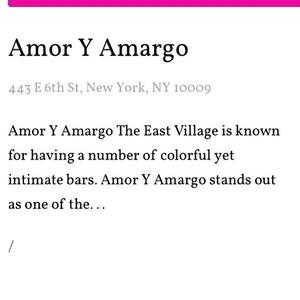 Amor Y Amargo
443 E 6th St, New York, NY 10009
Amor Y Amargo The East Village is known
for having a number of colorful yet
intimate bars. Amor Y Amargo stands out
as one of the. . .
/